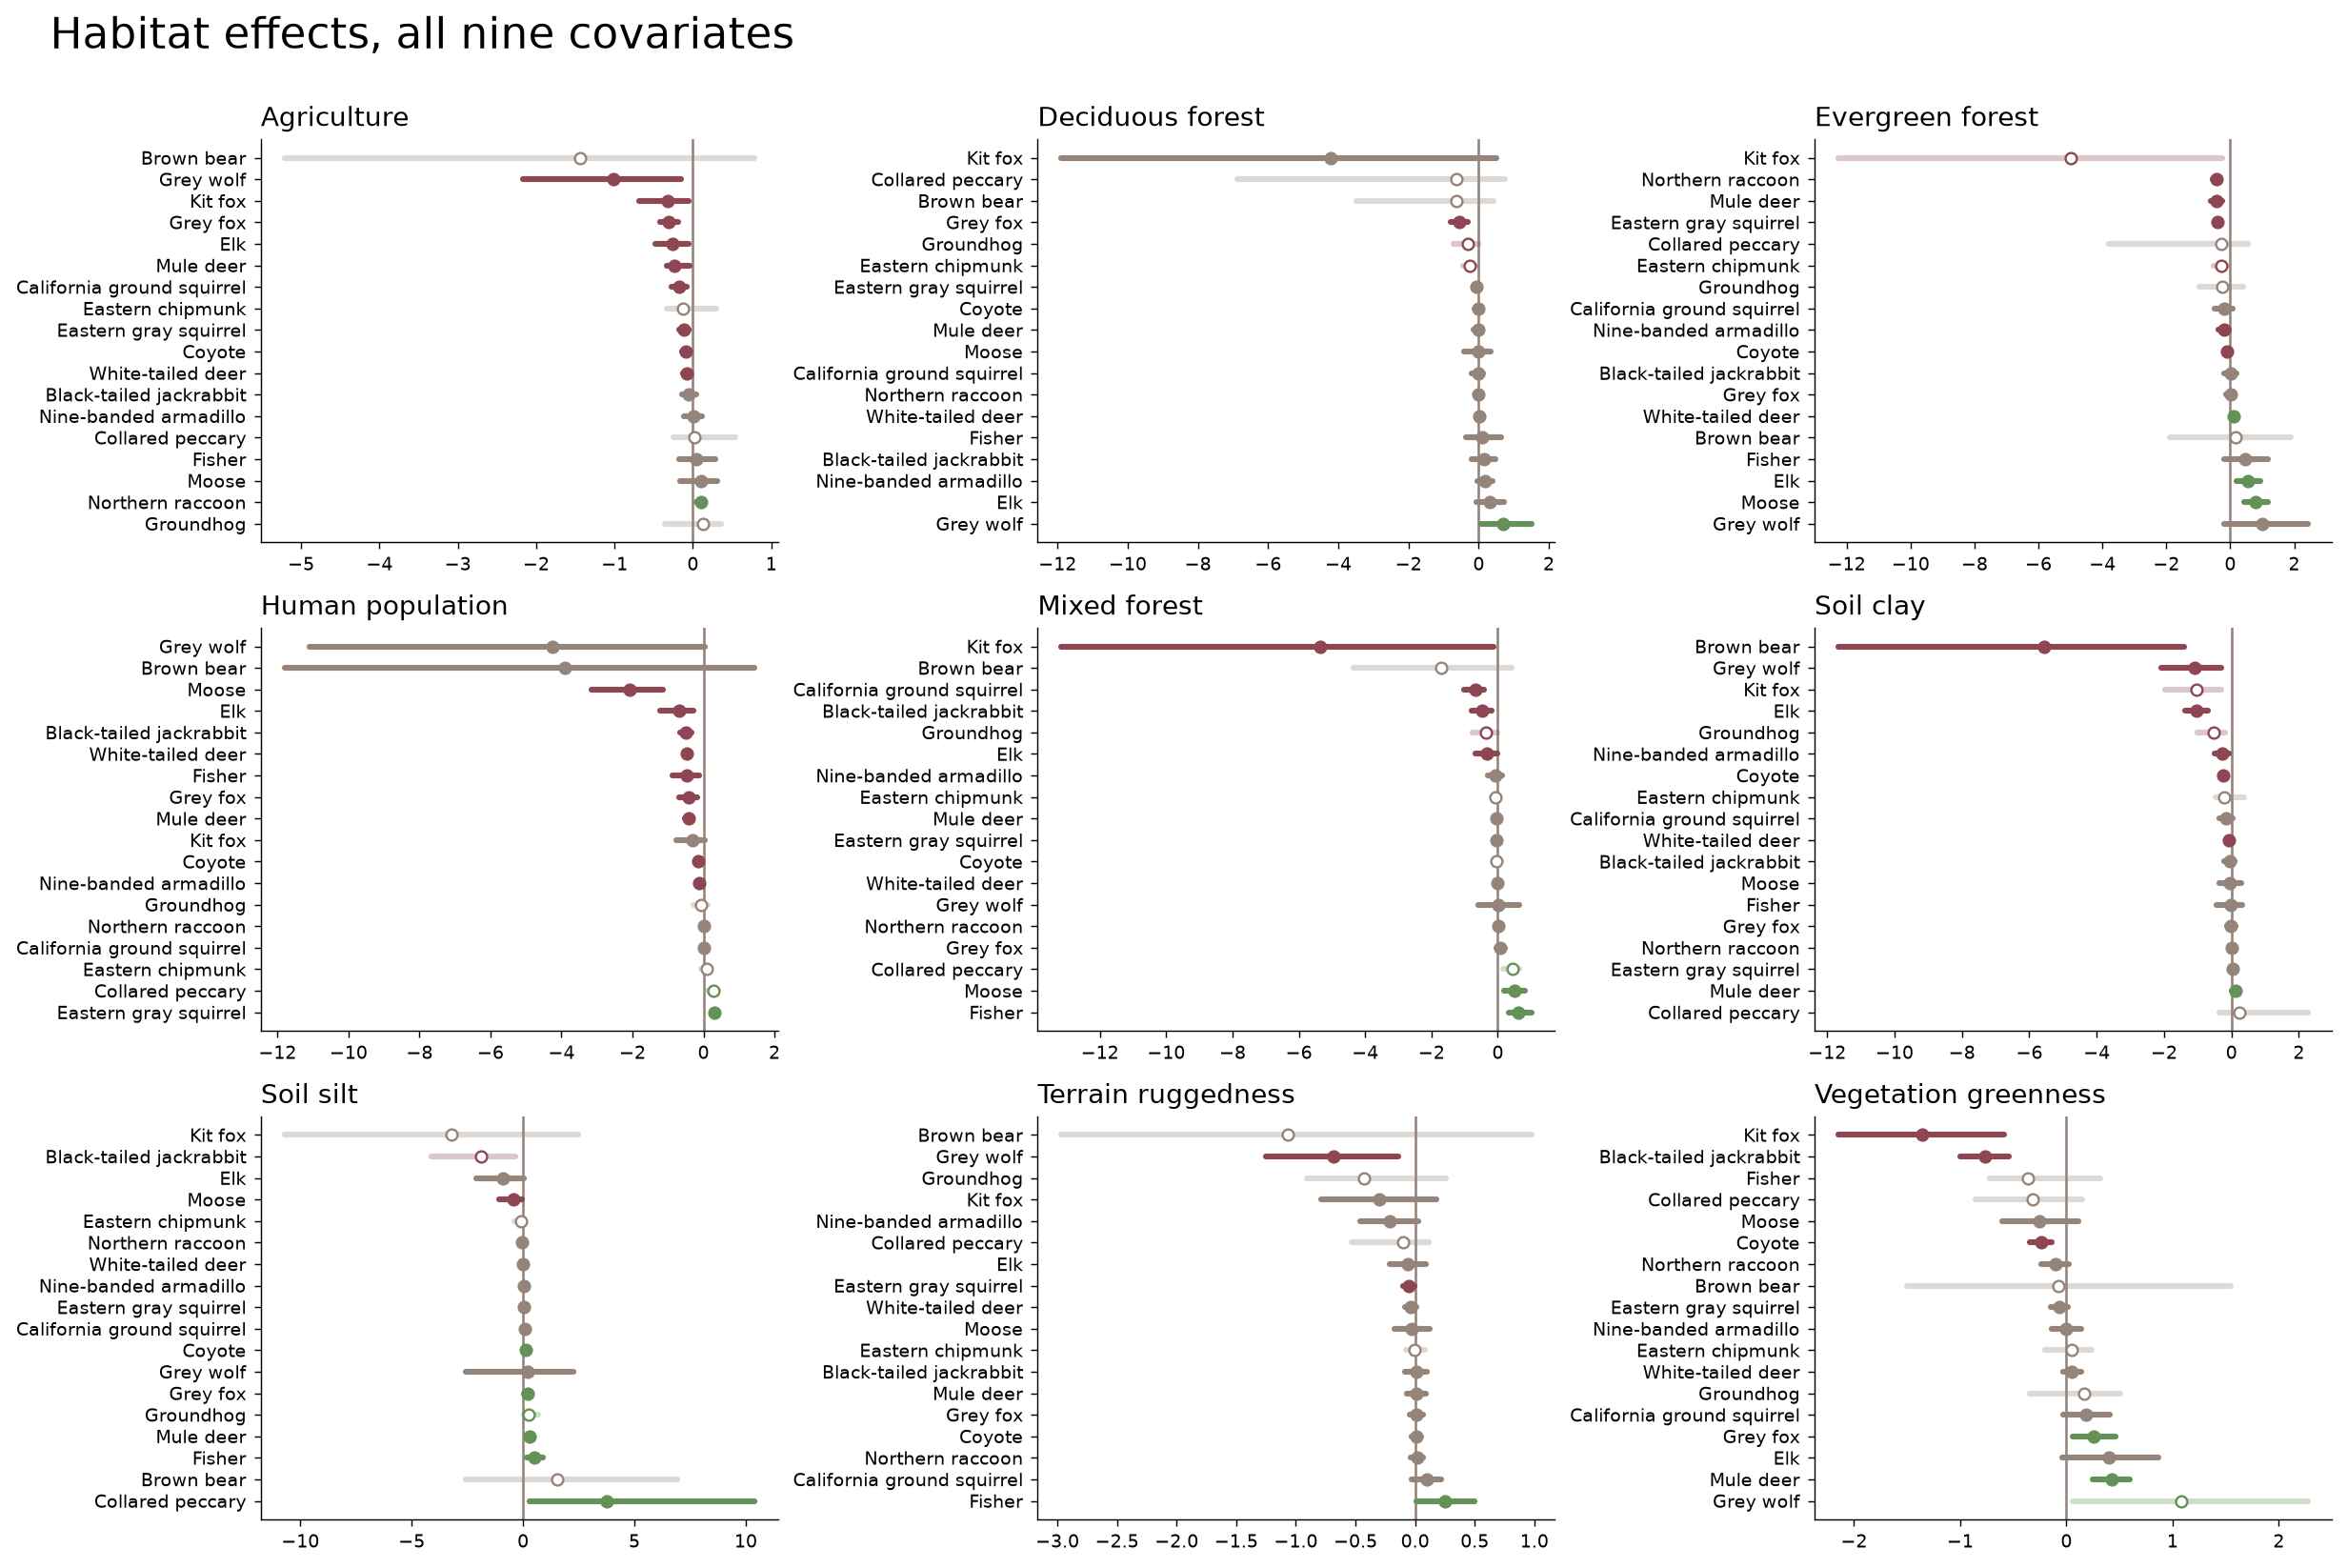 Habitat effects, all nine covariates
Agriculture
Brown bear
Grey wolf
Kit fox
Grey fox
Elk
Mule deer
California ground squirrel
Eastern chipmunk
Eastern gray squirrel
Coyote
White-tailed deer
Black-tailed jackrabbit
Nine-banded armadillo
Collared peccary
Fisher
Moose
Northern raccoon
Groundhog
−5 −4 −3 −2 −1 0 1
Deciduous forest
Kit fox
Collared peccary
Brown bear
Grey fox
Groundhog
Eastern chipmunk
Eastern gray squirrel
Coyote
Mule deer
Moose
California ground squirrel
Northern raccoon
White-tailed deer
Fisher
Black-tailed jackrabbit
Nine-banded armadillo
Elk
Grey wolf
−12 −10 −8 −6 −4 −2 0 2
Evergreen forest
Kit fox
Northern raccoon
Mule deer
Eastern gray squirrel
Collared peccary
Eastern chipmunk
Groundhog
California ground squirrel
Nine-banded armadillo
Coyote
Black-tailed jackrabbit
Grey fox
White-tailed deer
Brown bear
Fisher
Elk
Moose
Grey wolf
−12 −10 −8 −6 −4 −2 0 2
Human population
Grey wolf
Brown bear
Moose
Elk
Black-tailed jackrabbit
White-tailed deer
Fisher
Grey fox
Mule deer
Kit fox
Coyote
Nine-banded armadillo
Groundhog
Northern raccoon
California ground squirrel
Eastern chipmunk
Collared peccary
Eastern gray squirrel
−12 −10 −8 −6 −4 −2 0 2
Mixed forest
Kit fox
Brown bear
California ground squirrel
Black-tailed jackrabbit
Groundhog
Elk
Nine-banded armadillo
Eastern chipmunk
Mule deer
Eastern gray squirrel
Coyote
White-tailed deer
Grey wolf
Northern raccoon
Grey fox
Collared peccary
Moose
Fisher
−12 −10 −8 −6 −4 −2 0
Soil clay
Brown bear
Grey wolf
Kit fox
Elk
Groundhog
Nine-banded armadillo
Coyote
Eastern chipmunk
California ground squirrel
White-tailed deer
Black-tailed jackrabbit
Moose
Fisher
Grey fox
Northern raccoon
Eastern gray squirrel
Mule deer
Collared peccary
−12 −10 −8 −6 −4 −2 0 2
Soil silt
Kit fox
Black-tailed jackrabbit
Elk
Moose
Eastern chipmunk
Northern raccoon
White-tailed deer
Nine-banded armadillo
Eastern gray squirrel
California ground squirrel
Coyote
Grey wolf
Grey fox
Groundhog
Mule deer
Fisher
Brown bear
Collared peccary
−10 −5 0 5 10
Terrain ruggedness
Brown bear
Grey wolf
Groundhog
Kit fox
Nine-banded armadillo
Collared peccary
Elk
Eastern gray squirrel
White-tailed deer
Moose
Eastern chipmunk
Black-tailed jackrabbit
Mule deer
Grey fox
Coyote
Northern raccoon
California ground squirrel
Fisher
−3.0 −2.5 −2.0 −1.5 −1.0 −0.5 0.0 0.5 1.0
Vegetation greenness
Kit fox
Black-tailed jackrabbit
Fisher
Collared peccary
Moose
Coyote
Northern raccoon
Brown bear
Eastern gray squirrel
Nine-banded armadillo
Eastern chipmunk
White-tailed deer
Groundhog
California ground squirrel
Grey fox
Elk
Mule deer
Grey wolf
−2 −1 0 1 2